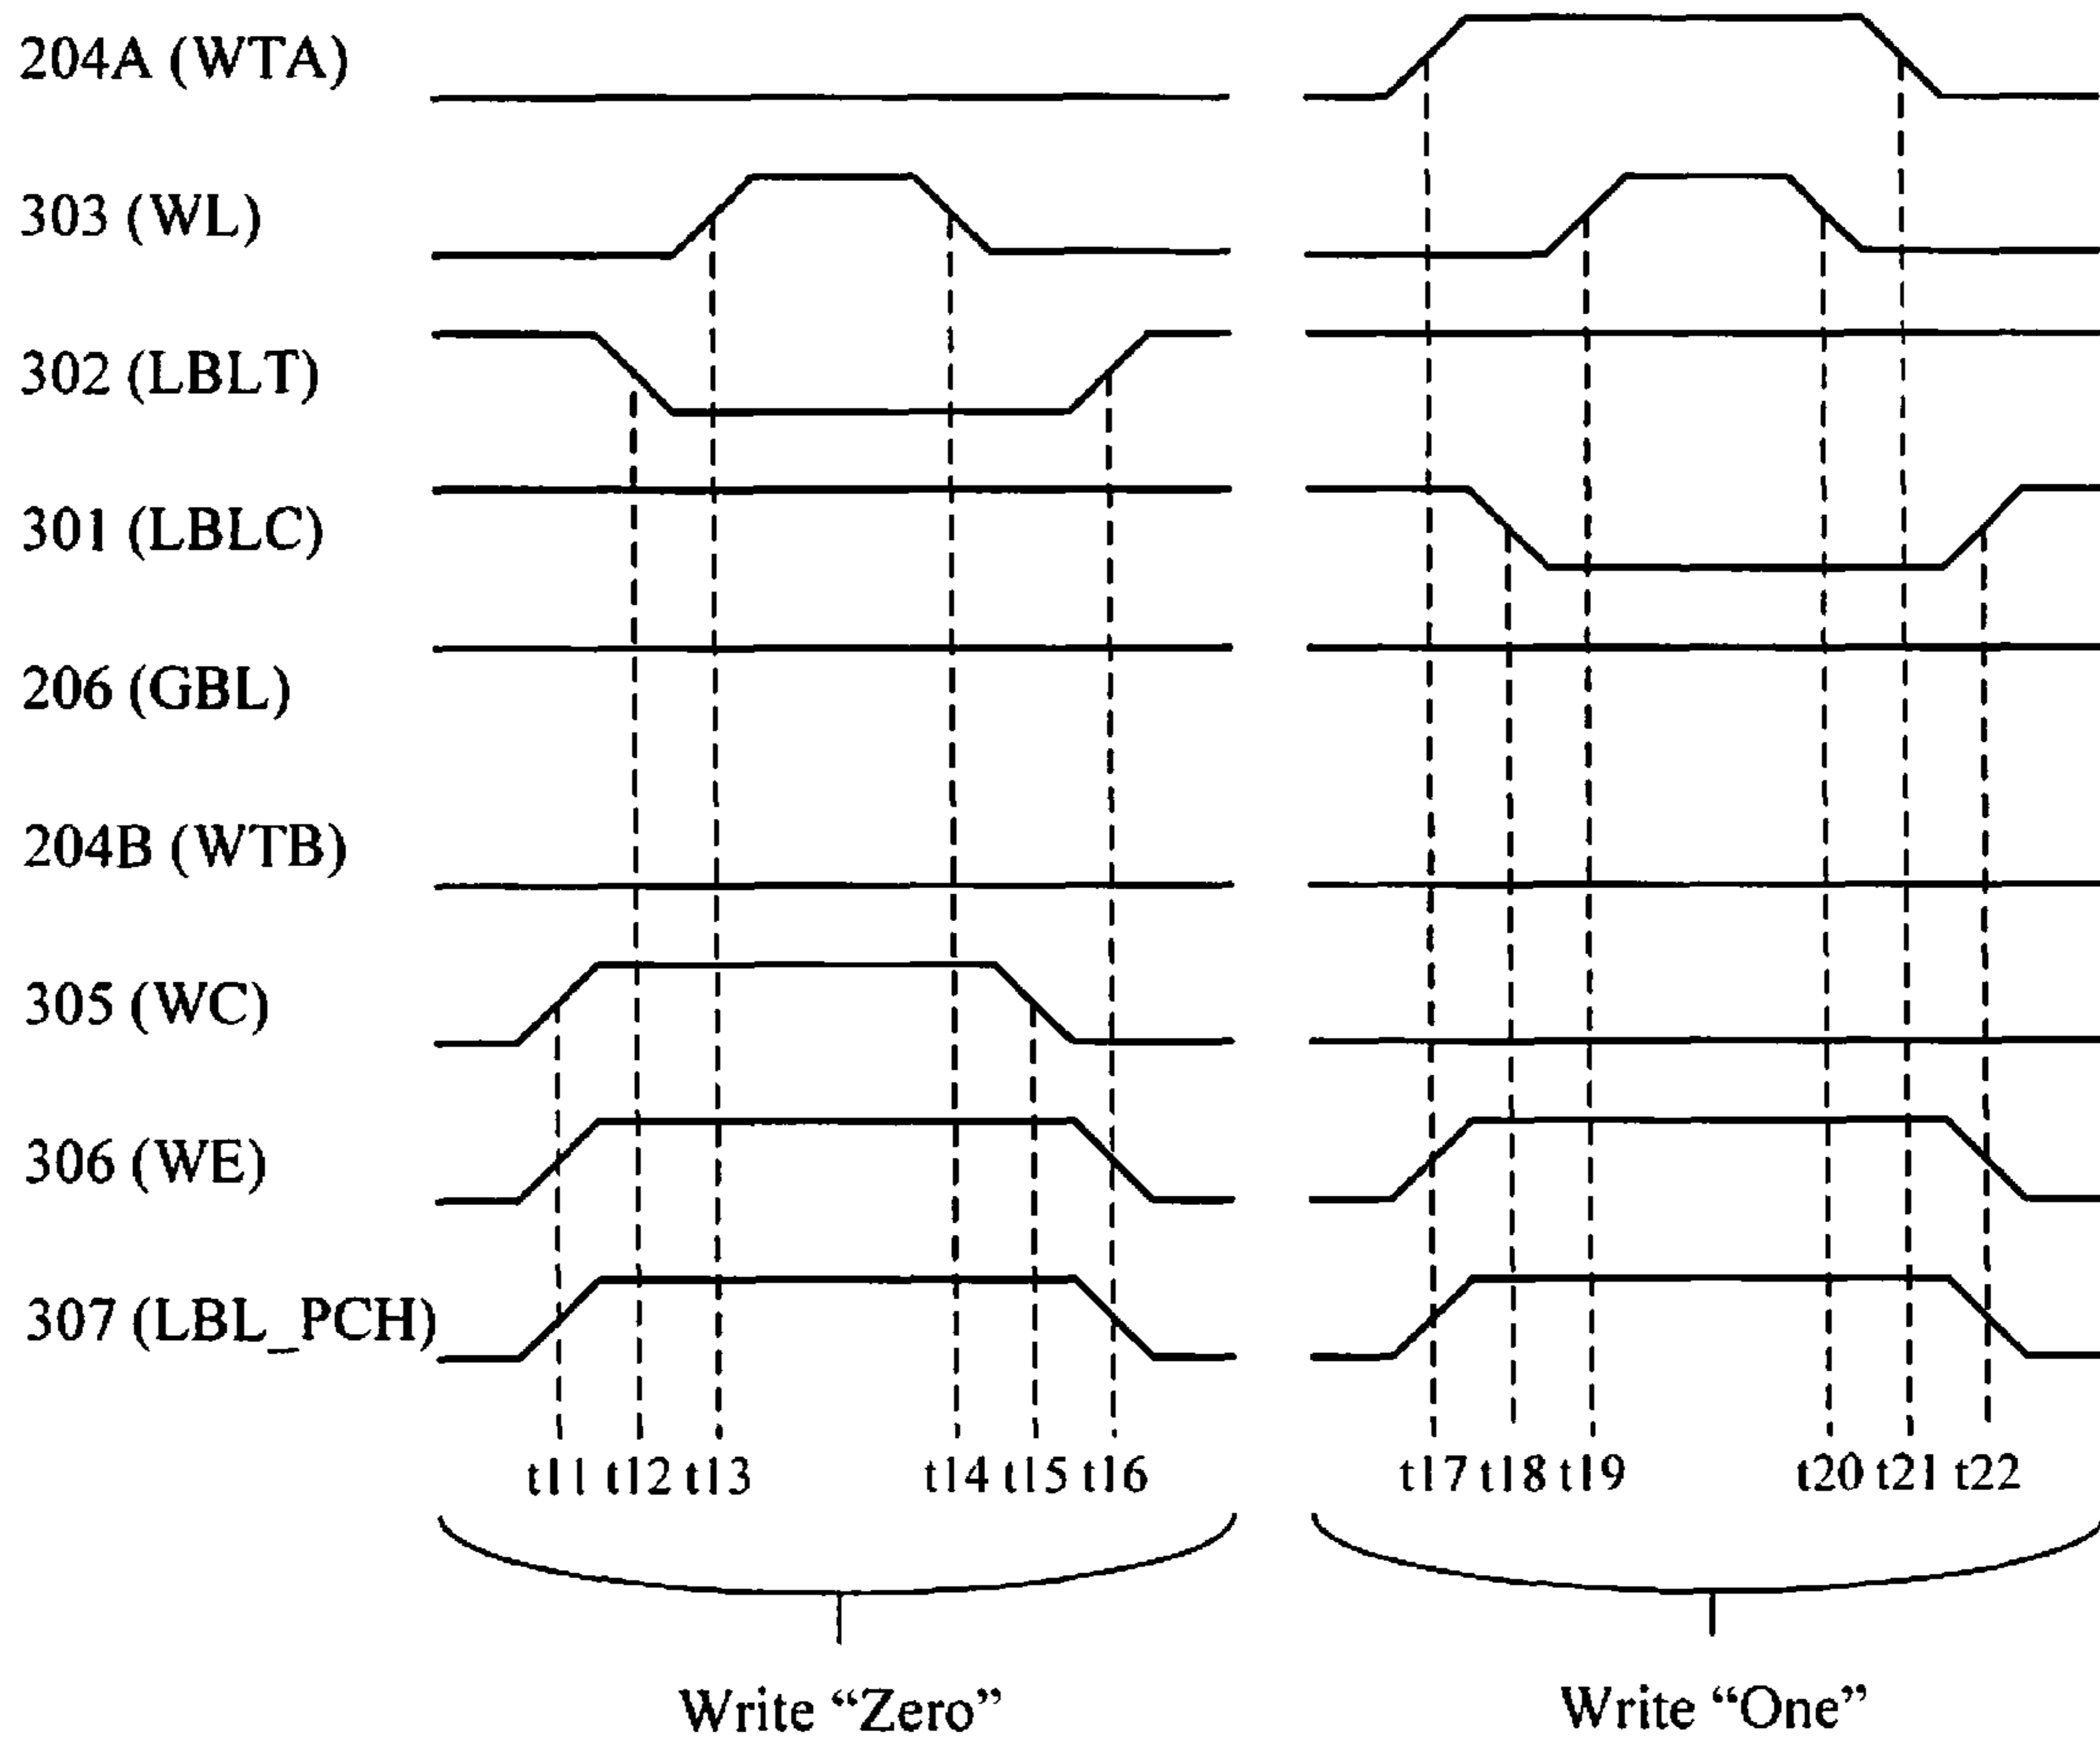 204A (WTA)
303 (WL)
302 (LBLT)
301 (LBLC)
206 (GBL)
204B (WTB)
305 (WC)
306 (WE)
307 (LBL_PCH)
t11 t12 t13 t14 t15 t16 t17 t18 t19 t20 t21 t22
Write “Zero” Write “One”